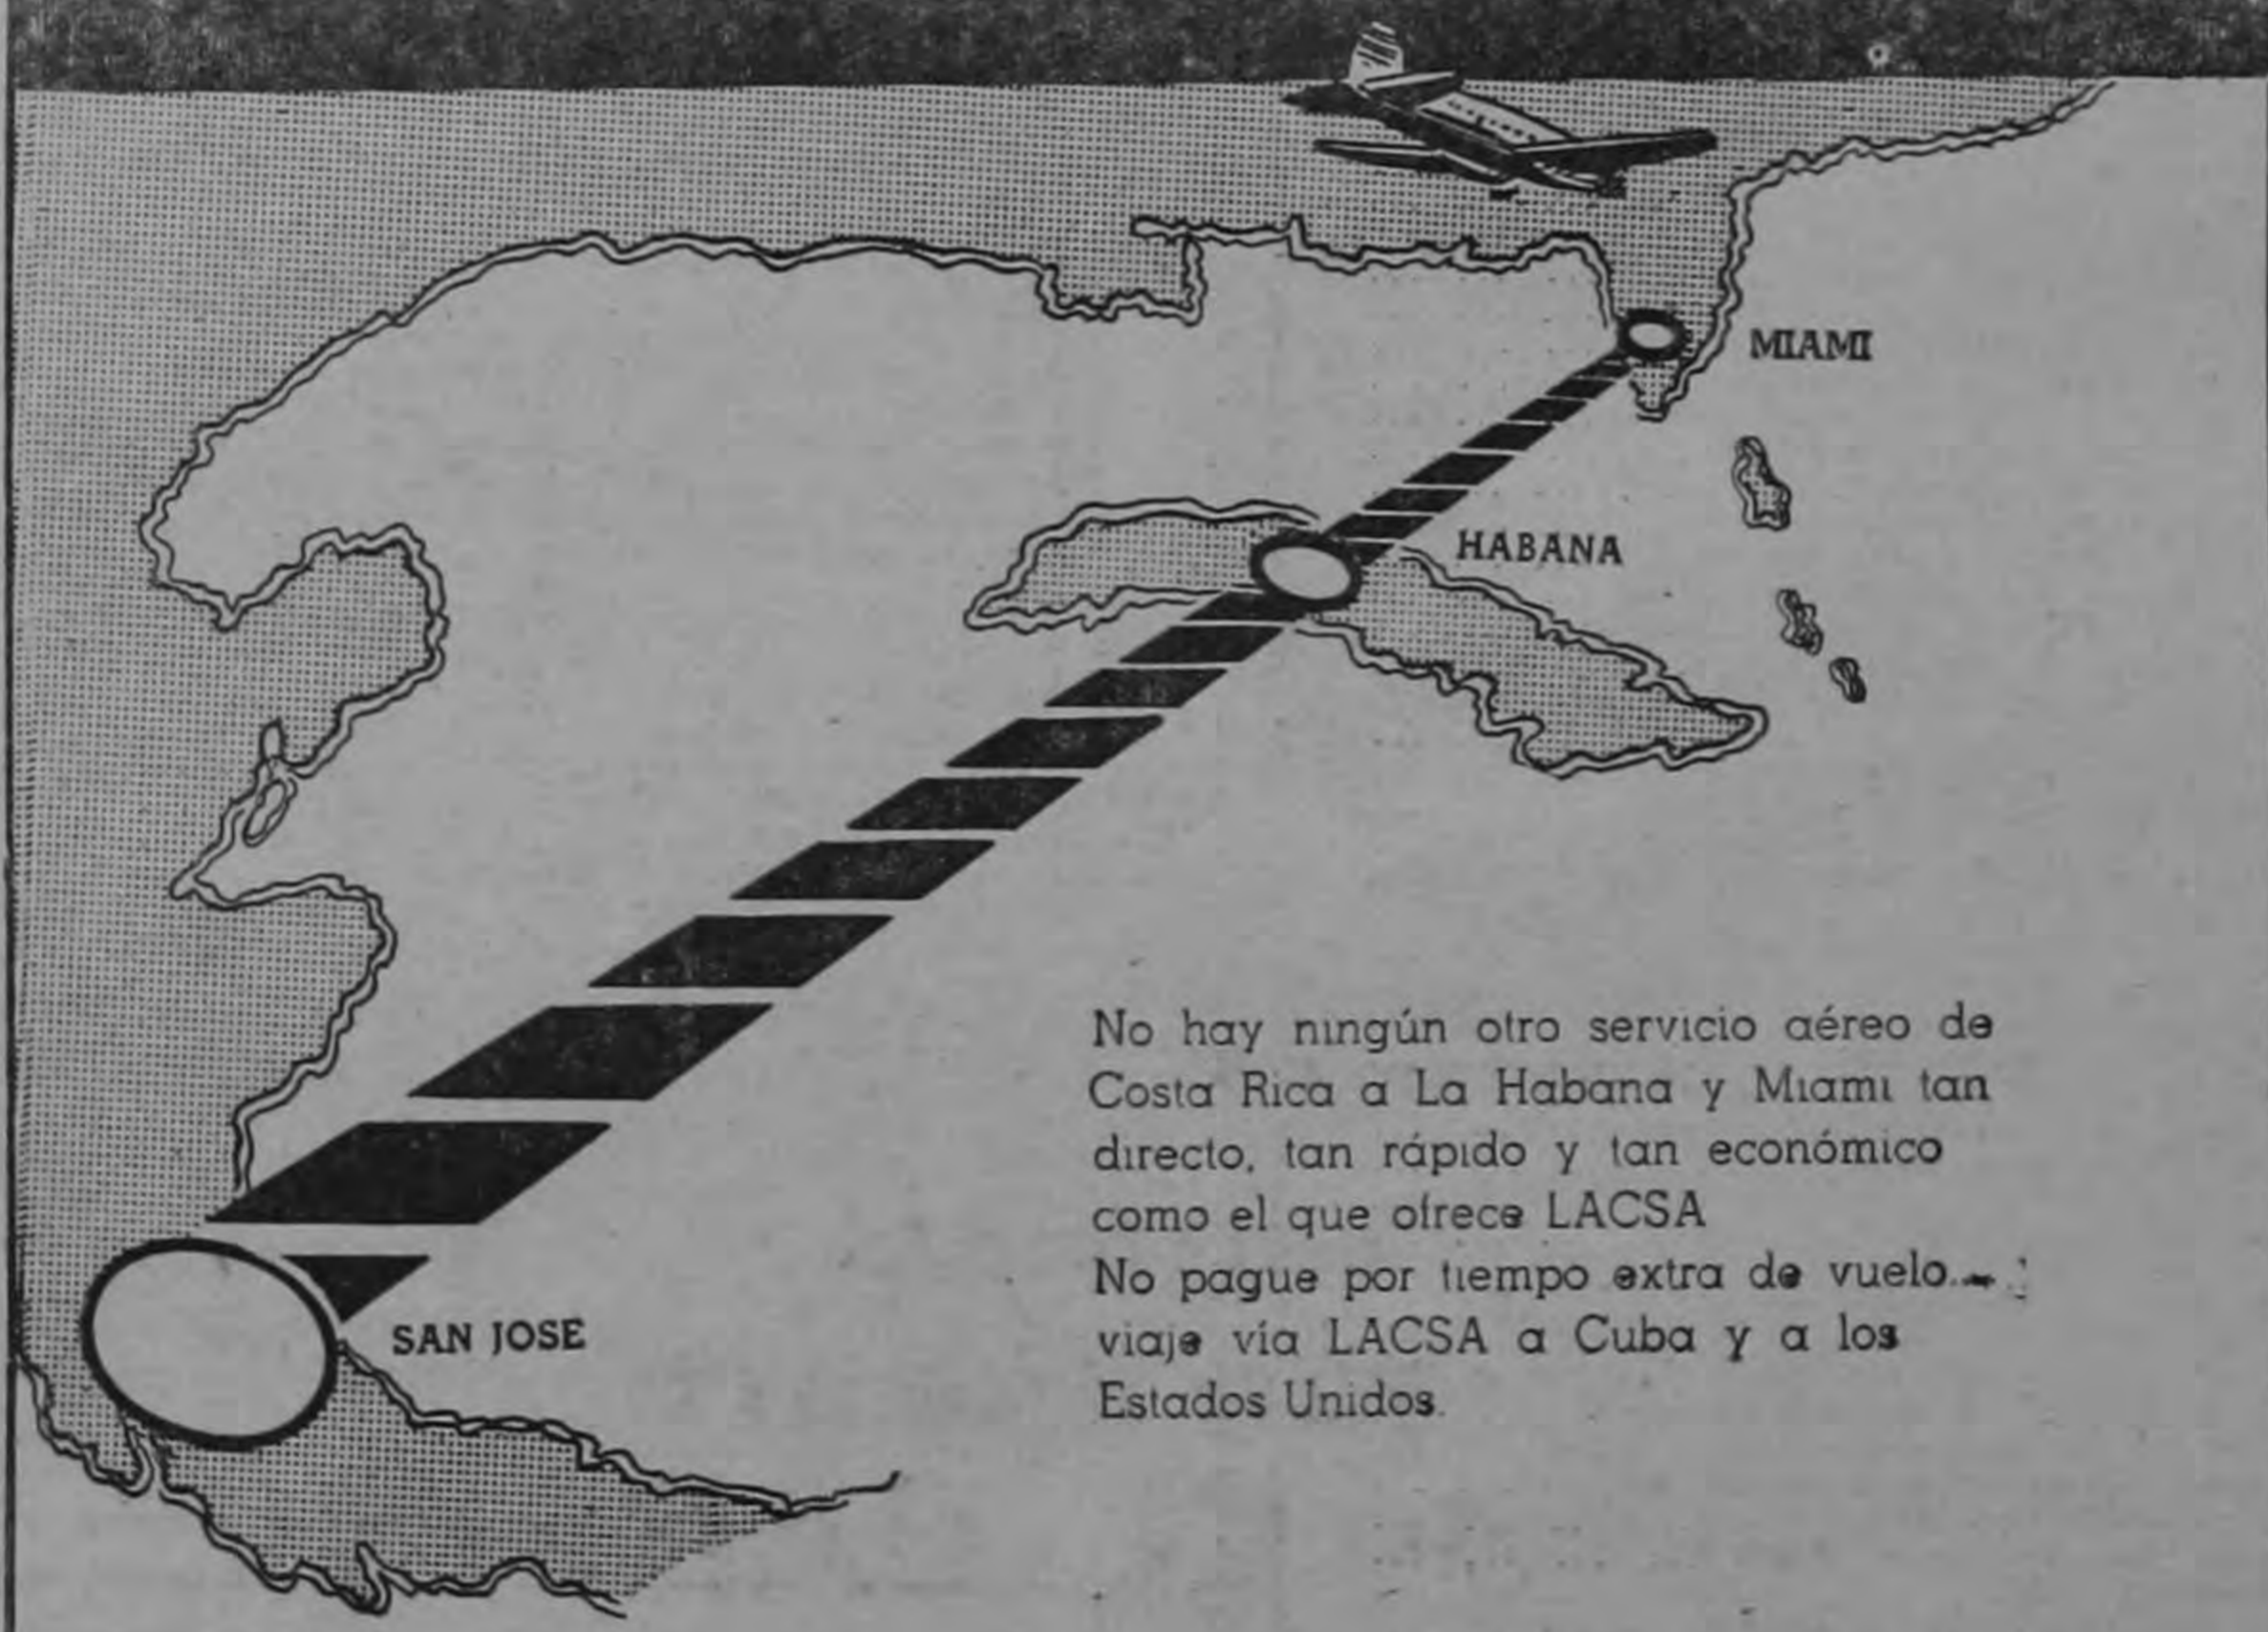 MIAMI
HABANA
SAN JOSE
No hay ningún otro servicio aéreo de
Costa Rica a La Habana y Miami tan
directo, tan rápido y tan económico
como el que ofrece LACSA
No pague por tiempo extra de vuelo...
viaje vía LACSA a Cuba y a los
Estados Unidos.